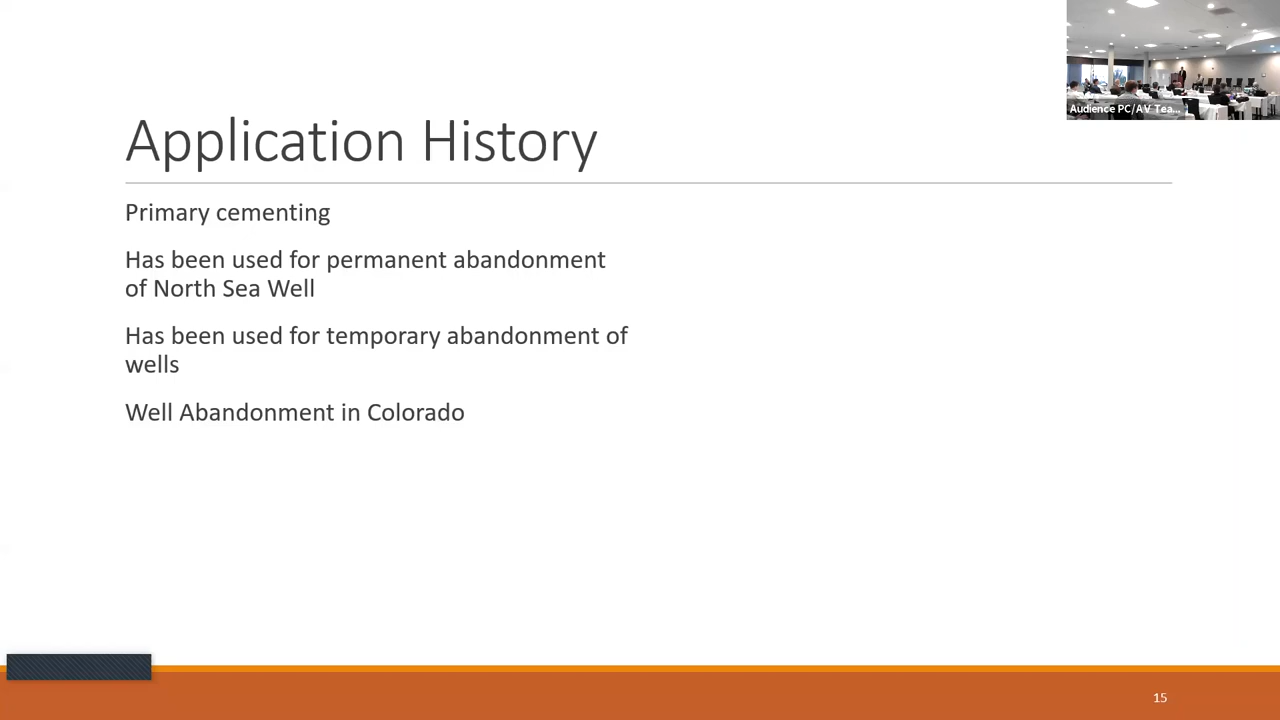 Audience PC/AV Tea...
Application History
Primary cementing
Has been used for permanent abandonment
of North Sea Well
Has been used for temporary abandonment of
wells
Well Abandonment in Colorado
15